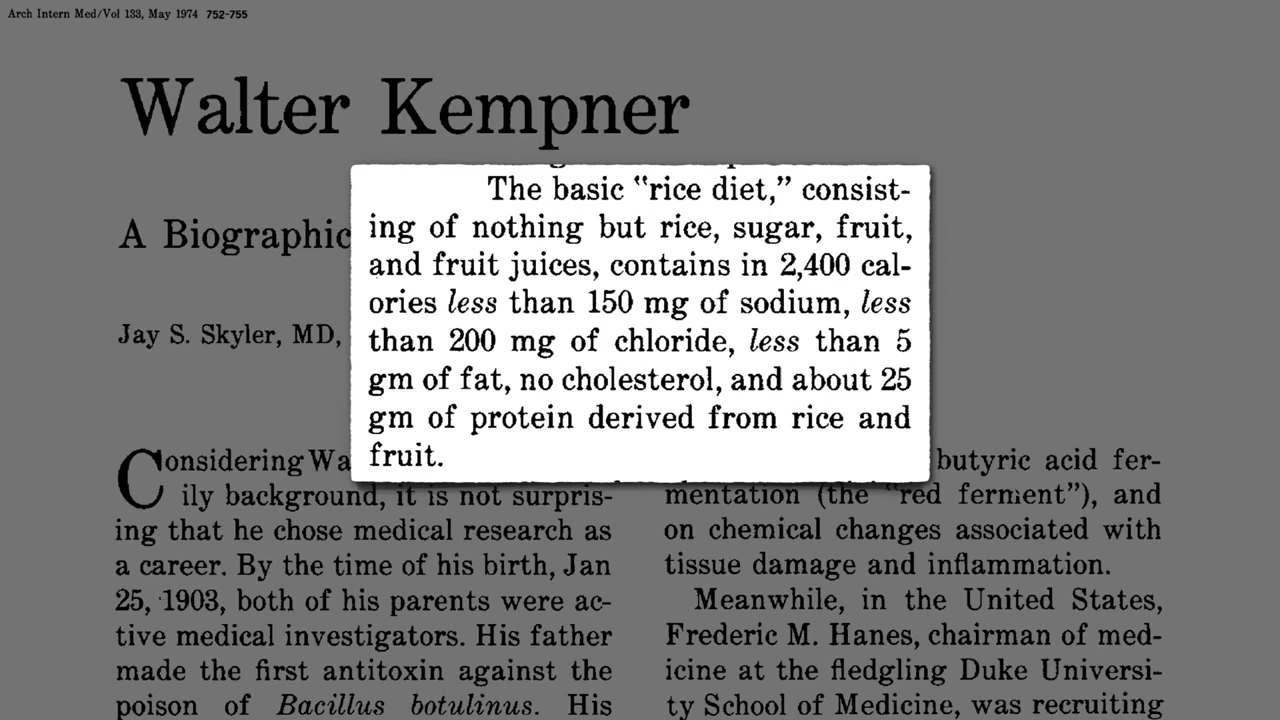 Arch Intern Med/Vol 133, May 1974 752-755
Walter Kempner
A Biographic
Jay S. Skyler, MD,
The basic "rice diet," consist-
ing of nothing but rice, sugar, fruit,
and fruit juices, contains in 2,400 cal-
ories less than 150 mg of sodium, less
than 200 mg of chloride, less than 5
gm of fat, no cholesterol, and about 25
gm of protein derived from rice and
fruit.
Considering Wa
ily background, it is not surpris-
ing that he chose medical research as
a career. By the time of his birth, Jan
25, 1903, both of his parents were ac-
tive medical investigators. His father
made the first antitoxin against the
poison of Bacillus botulinus. His
butyric acid fer-
mentation (the "red ferment"), and
on chemical changes associated with
tissue damage and inflammation.
Meanwhile, in the United States,
Frederic M. Hanes, chairman of med-
icine at the fledgling Duke Universi-
ty School of Medicine, was recruiting